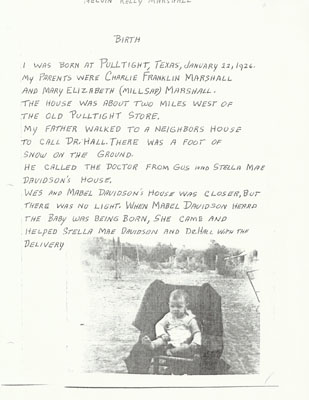 MELVIN KELLY MARSHALL
BIRTH
I WAS BORN AT PULLTIGHT, TEXAS, JANUARY 22, 1926.
MY PARENTS WERE CHARLIE FRANKLIN MARSHALL
AND MARY ELIZABETH (MILLSAP) MARSHALL.
THE HOUSE WAS ABOUT TWO MILES WEST OF
THE OLD PULLTIGHT STORE.
MY FATHER WALKED TO A NEIGHBORS HOUSE
TO CALL DR. HALL. THERE WAS A FOOT OF
SNOW ON THE GROUND.
HE CALLED THE DOCTOR FROM GUS AND STELLA MAE
DAVIDSON'S HOUSE.
WES AND MABEL DAVIDSON'S HOUSE WAS CLOSER, BUT
THERE WAS NO LIGHT. WHEN MABEL DAVIDSON HEARD
THE BABY WAS BEING BORN, SHE CAME AND
HELPED STELLA MAE DAVIDSON AND DR. HALL WITH THE
DELIVERY